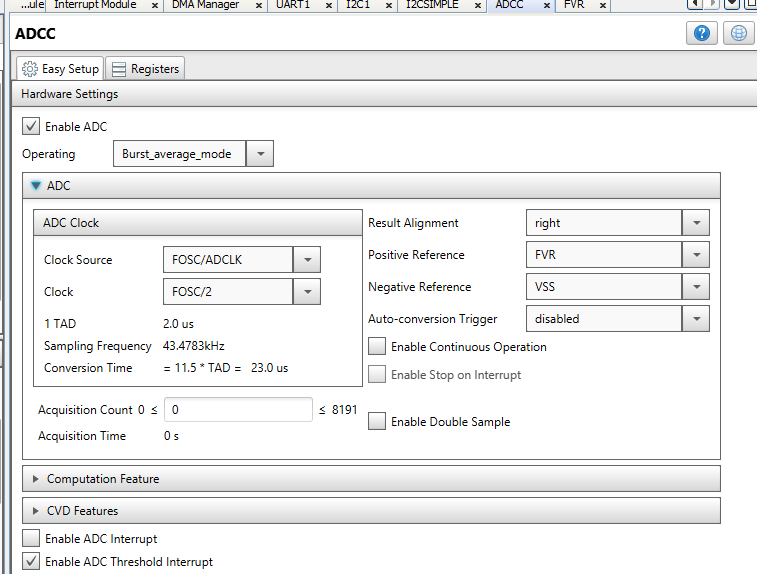 ...ule Interrupt Module x DMA Manager x UART1 x I2C1 x I2CSIMPLE x ADCC x FVR x
ADCC
Easy Setup Registers
Hardware Settings
Enable ADC
Operating Burst_average_mode
ADC
ADC Clock
Result Alignment right
Clock Source FOSC/ADCLK
Positive Reference FVR
Clock FOSC/2
Negative Reference VSS
1 TAD 2.0 us
Auto-conversion Trigger disabled
Sampling Frequency 43.4783kHz
Enable Continuous Operation
Conversion Time = 11.5 * TAD = 23.0 us
Enable Stop on Interrupt
Acquisition Count 0 ≤ 0 ≤ 8191
Enable Double Sample
Acquisition Time 0 s
Computation Feature
CVD Features
Enable ADC Interrupt
Enable ADC Threshold Interrupt